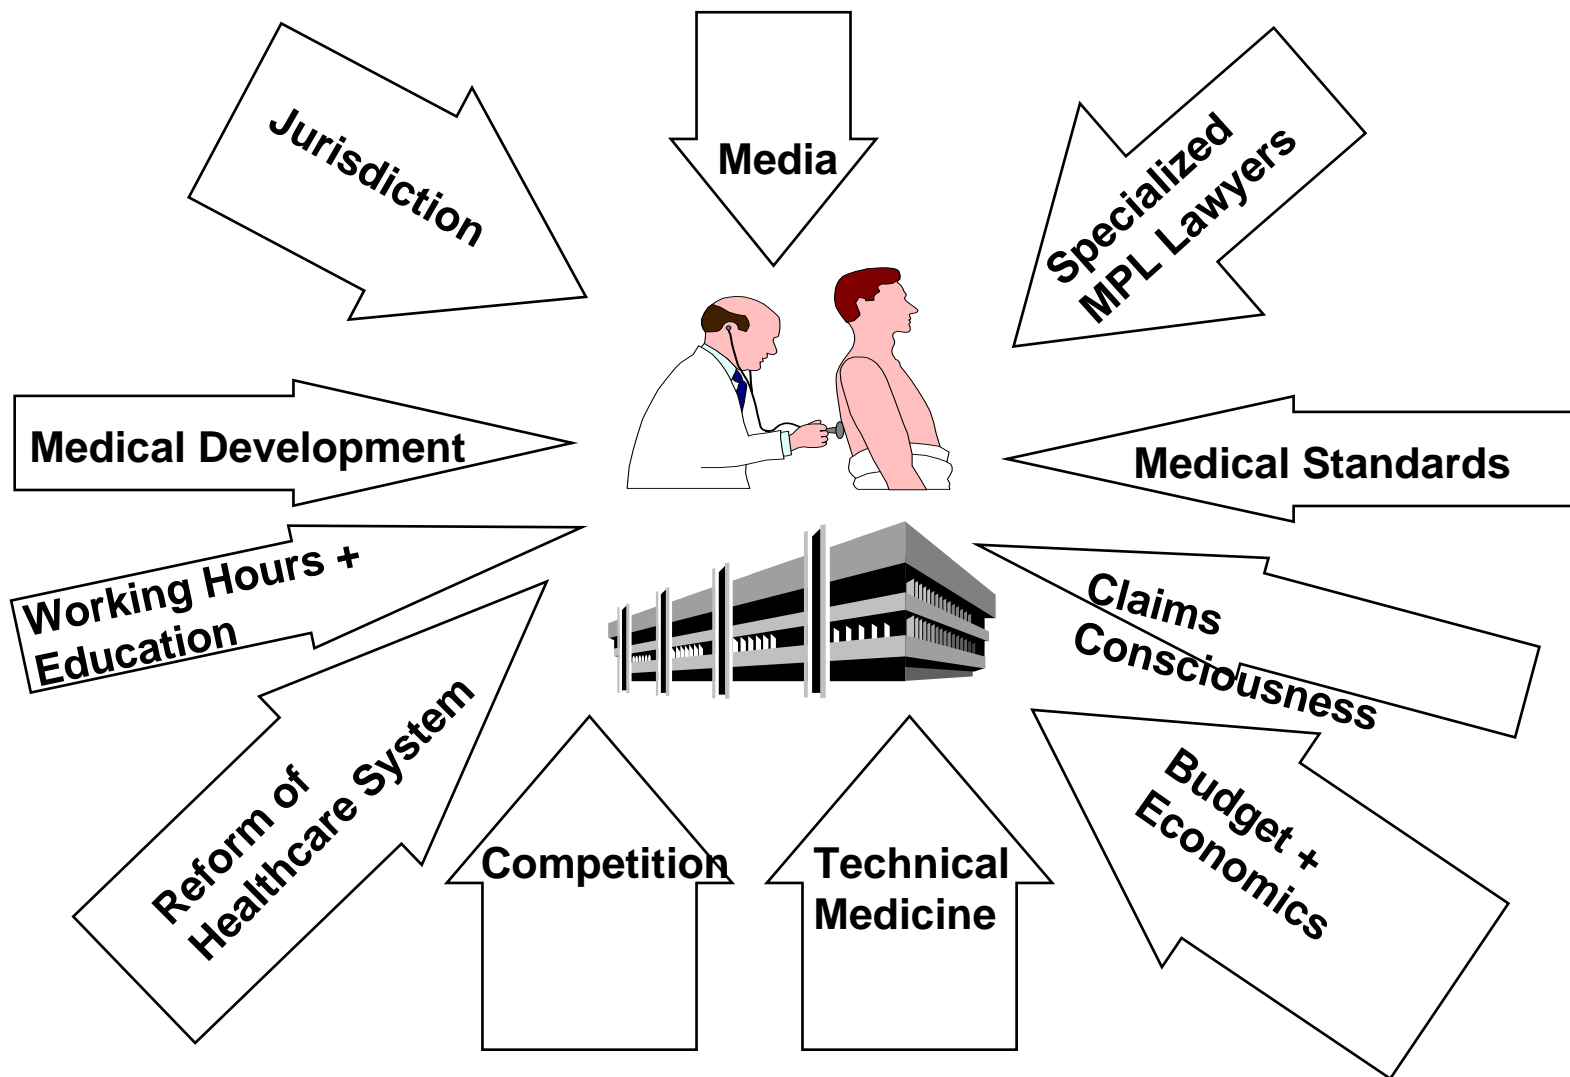 Jurisdiction
Media
Specialized
MPL Lawyers
Medical Development
Medical Standards
Working Hours +
Education
Claims
Consciousness
Reform of
Healthcare System
Competition
Technical
Medicine
Budget +
Economics